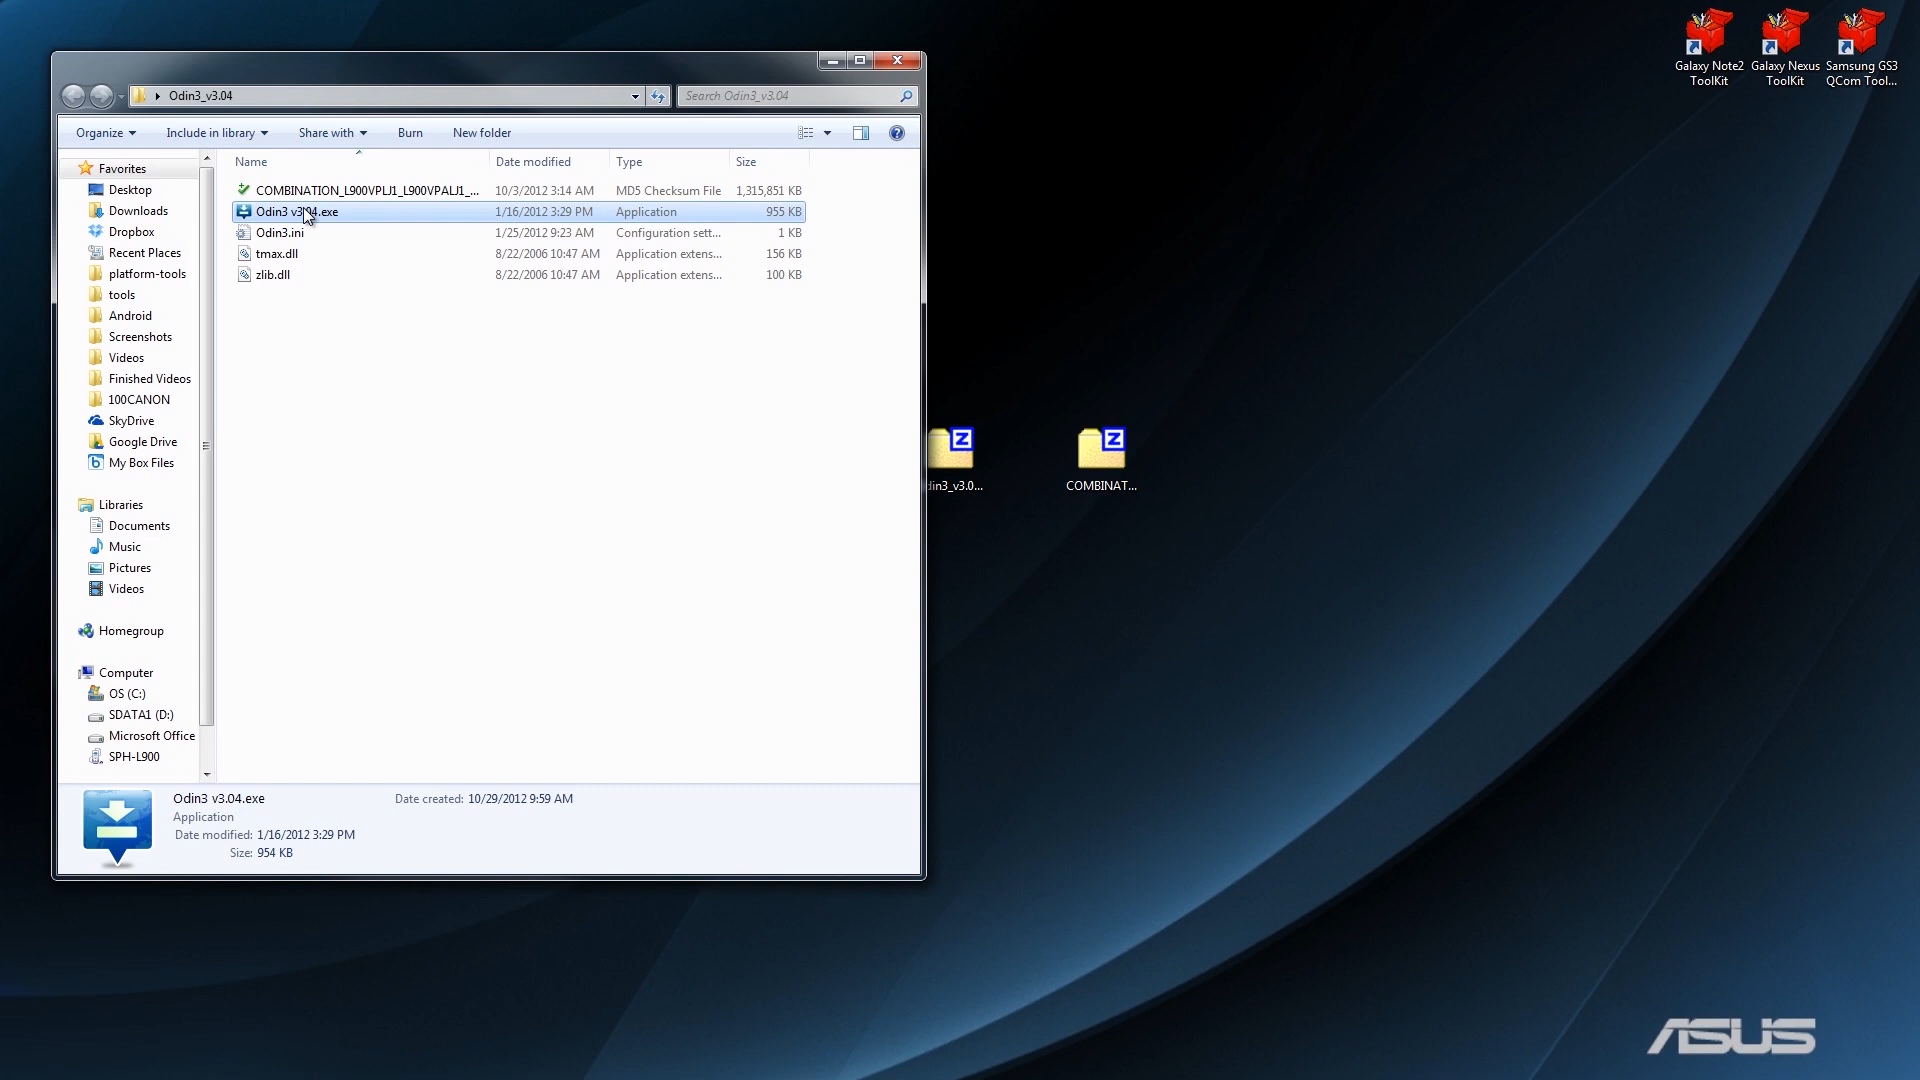 Galaxy Note2 ToolKit
Galaxy Nexus ToolKit
Samsung GS3 QCom Tool...
Odin3_v3.04
Search Odin3_v3.04
Organize
Include in library
Share with
Burn
New folder
Name Date modified Type Size
COMBINATION_L900VPLJ1_L900VPALJ1_... 10/3/2012 3:14 AM MD5 Checksum File 1,315,851 KB
Odin3 v3.04.exe 1/16/2012 3:29 PM Application 955 KB
Odin3.ini 1/25/2012 9:23 AM Configuration sett... 1 KB
tmax.dll 8/22/2006 10:47 AM Application extens... 156 KB
zlib.dll 8/22/2006 10:47 AM Application extens... 100 KB
Favorites
Desktop
Downloads
Dropbox
Recent Places
platform-tools
tools
Android
Screenshots
Videos
Finished Videos
100CANON
SkyDrive
Google Drive
My Box Files
Libraries
Documents
Music
Pictures
Videos
Homegroup
Computer
OS (C:)
SDATA1 (D:)
Microsoft Office
SPH-L900
din3_v3.0...
COMBINAT...
Odin3 v3.04.exe Date created: 10/29/2012 9:59 AM
Application
Date modified: 1/16/2012 3:29 PM
Size: 954 KB
ASUS